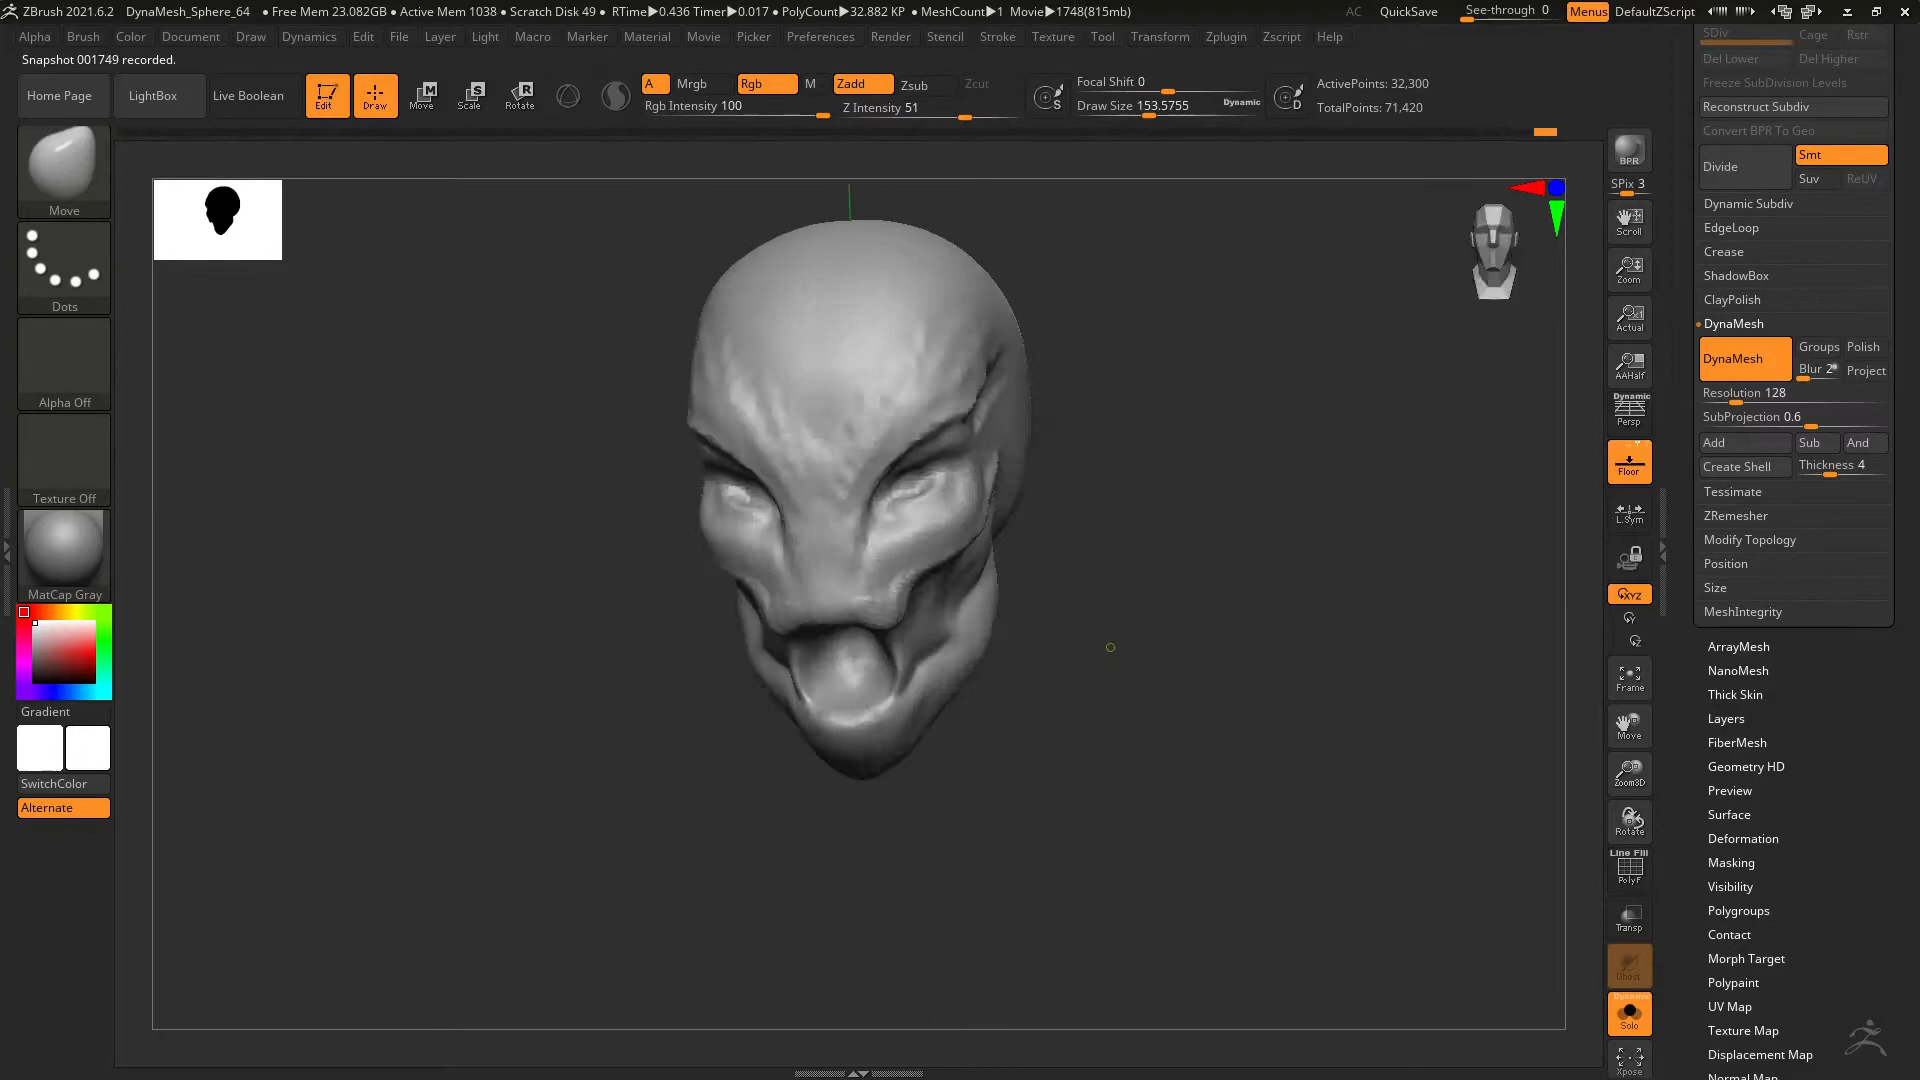 ZBrush 2021.6.2 DynaMesh_Sphere_64 ● Free Mem 23.082GB ● Active Mem 1038 ● Scratch Disk 49 ● RTime▶0.436 Timer▶0.017 ● PolyCount▶32.882 KP ● MeshCount▶1 Movie▶1748(815mb) AC QuickSave See-through 0 Menus DefaultZScript
Alpha Brush Color Document Draw Dynamics Edit File Layer Light Macro Marker Material Movie Picker Preferences Render Stencil Stroke Texture Tool Transform Zplugin Zscript Help
Snapshot 001749 recorded.
Home Page LightBox Live Boolean Edit Draw Move Scale Rotate
A Mrgb Rgb M Zadd Zsub Zcut
Rgb Intensity 100 Z Intensity 51
Focal Shift 0
Draw Size 153.5755 Dynamic
ActivePoints: 32,300
TotalPoints: 71,420
Move
Dots
Alpha Off
Texture Off
MatCap Gray
Gradient
SwitchColor
Alternate
BPR
SPix 3
Scroll
Zoom
Actual
AAHalf
Dynamic
Persp
Floor
L.Sym
XYZ
Frame
Move
Zoom3D
Rotate
Line Fill
PolyF
Transp
Ghost
Dynamic
Solo
Xpose
SDiv Cage Rstr
Del Lower Del Higher
Freeze SubDivision Levels
Reconstruct Subdiv
Convert BPR To Geo
Divide Smt
Suv ReUV
Dynamic Subdiv
EdgeLoop
Crease
ShadowBox
ClayPolish
DynaMesh
DynaMesh Groups Polish
Blur 2 Project
Resolution 128
SubProjection 0.6
Add Sub And
Create Shell Thickness 4
Tessimate
ZRemesher
Modify Topology
Position
Size
MeshIntegrity
ArrayMesh
NanoMesh
Thick Skin
Layers
FiberMesh
Geometry HD
Preview
Surface
Deformation
Masking
Visibility
Polygroups
Contact
Morph Target
Polypaint
UV Map
Texture Map
Displacement Map
Normal Map